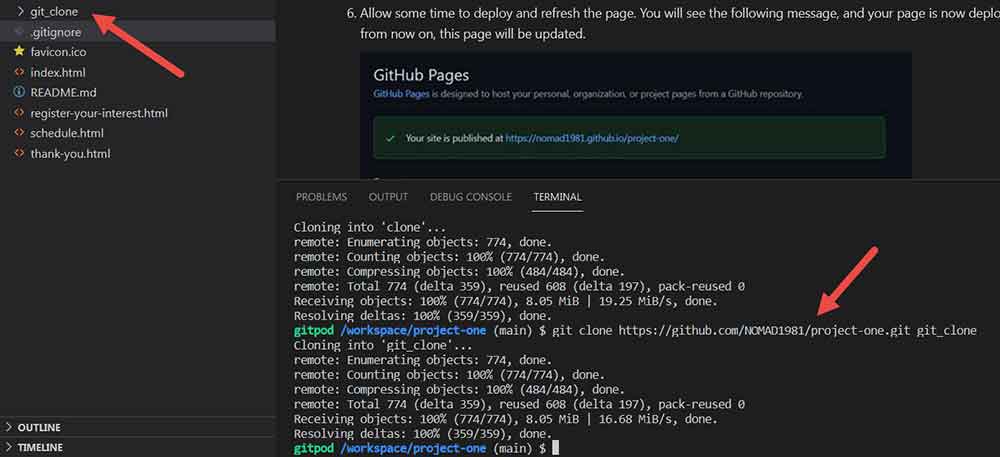 git_clone
.gitignore
favicon.ico
index.html
README.md
register-your-interest.html
schedule.html
thank-you.html
OUTLINE
TIMELINE
6. Allow some time to deploy and refresh the page. You will see the following message, and your page is now deplo
from now on, this page will be updated.
GitHub Pages
GitHub Pages is designed to host your personal, organization, or project pages from a GitHub repository.
Your site is published at https://nomad1981.github.io/project-one/
PROBLEMS OUTPUT DEBUG CONSOLE TERMINAL
Cloning into 'clone'...
remote: Enumerating objects: 774, done.
remote: Counting objects: 100% (774/774), done.
remote: Compressing objects: 100% (484/484), done.
remote: Total 774 (delta 359), reused 608 (delta 197), pack-reused 0
Receiving objects: 100% (774/774), 8.05 MiB | 19.25 MiB/s, done.
Resolving deltas: 100% (359/359), done.
gitpod /workspace/project-one (main) $ git clone https://github.com/NOMAD1981/project-one.git git_clone
Cloning into 'git_clone'...
remote: Enumerating objects: 774, done.
remote: Counting objects: 100% (774/774), done.
remote: Compressing objects: 100% (484/484), done.
remote: Total 774 (delta 359), reused 608 (delta 197), pack-reused 0
Receiving objects: 100% (774/774), 8.05 MiB | 16.68 MiB/s, done.
Resolving deltas: 100% (359/359), done.
gitpod /workspace/project-one (main) $